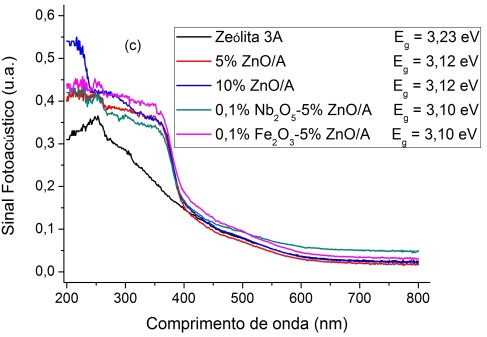 0,6
0,5
0,4
0,3
0,2
0,1
0,0
Sinal Fotoacústico (u.a.)
(c)
Zeólita 3A E_g = 3,23 eV
5% ZnO/A E_g = 3,12 eV
10% ZnO/A E_g = 3,12 eV
0,1% Nb₂O₅-5% ZnO/A E_g = 3,10 eV
0,1% Fe₂O₃-5% ZnO/A E_g = 3,10 eV
200 300 400 500 600 700 800
Comprimento de onda (nm)